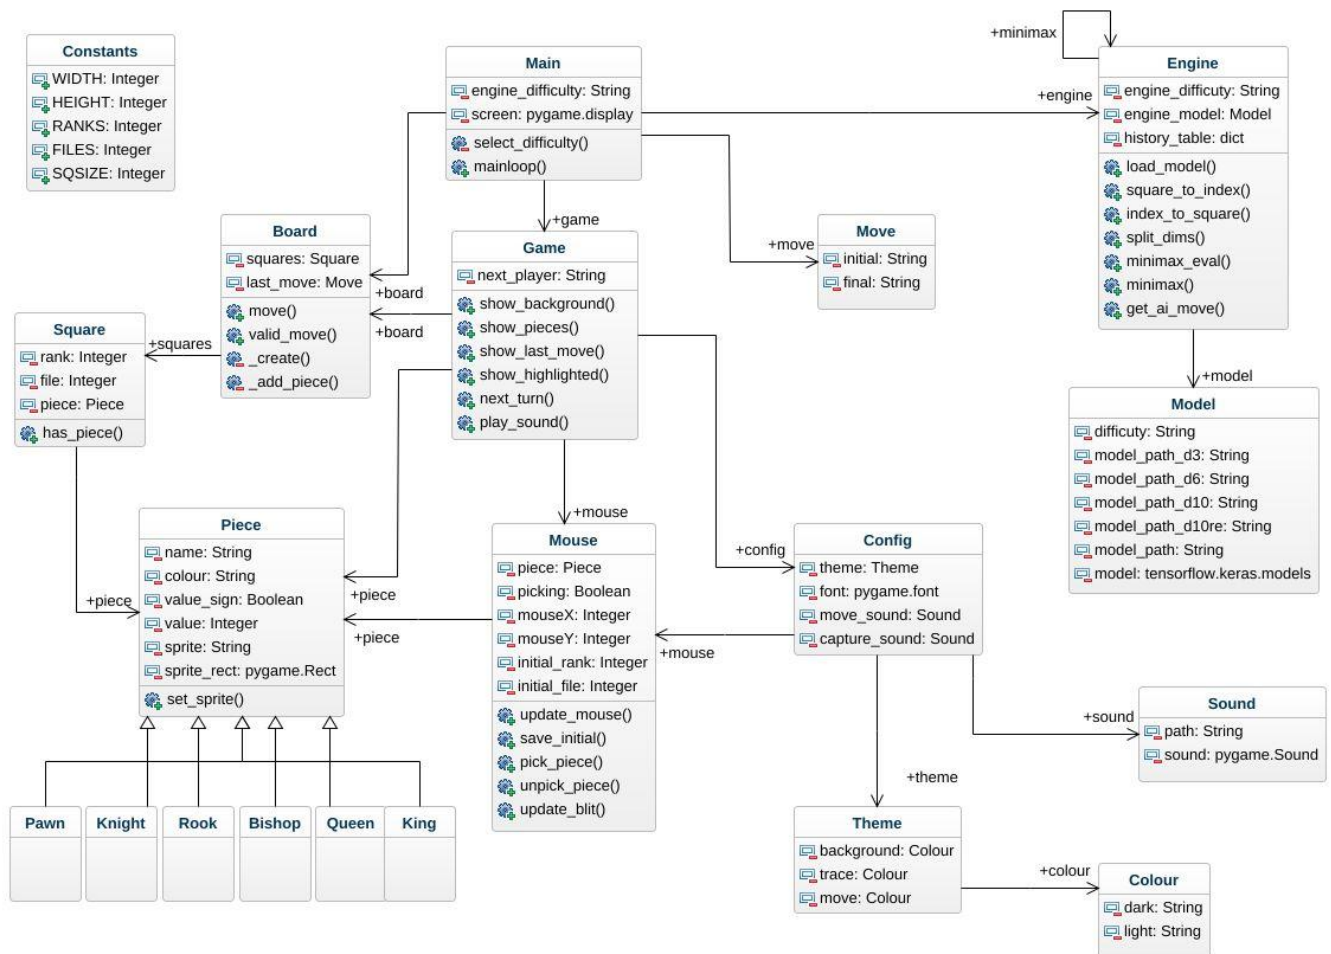 Constants
WIDTH: Integer
HEIGHT: Integer
RANKS: Integer
FILES: Integer
SQSIZE: Integer
Main
engine_difficulty: String
screen: pygame.display
select_difficulty()
mainloop()
+minimax
+engine
Engine
engine_difficuty: String
engine_model: Model
history_table: dict
load_model()
square_to_index()
index_to_square()
split_dims()
minimax_eval()
minimax()
get_ai_move()
+game
+move
Move
initial: String
final: String
Board
squares: Square
last_move: Move
move()
valid_move()
_create()
_add_piece()
+board
+board
Game
next_player: String
show_background()
show_pieces()
show_last_move()
show_highlighted()
next_turn()
play_sound()
Square
rank: Integer
file: Integer
piece: Piece
has_piece()
+squares
+model
Model
difficuty: String
model_path_d3: String
model_path_d6: String
model_path_d10: String
model_path_d10re: String
model_path: String
model: tensorflow.keras.models
Piece
name: String
colour: String
value_sign: Boolean
value: Integer
sprite: String
sprite_rect: pygame.Rect
set_sprite()
+piece
+piece
+piece
+mouse
Mouse
piece: Piece
picking: Boolean
mouseX: Integer
mouseY: Integer
initial_rank: Integer
initial_file: Integer
update_mouse()
save_initial()
pick_piece()
unpick_piece()
update_blit()
+config
Config
theme: Theme
font: pygame.font
move_sound: Sound
capture_sound: Sound
+mouse
+sound
Sound
path: String
sound: pygame.Sound
+theme
Theme
background: Colour
trace: Colour
move: Colour
+colour
Colour
dark: String
light: String
Pawn
Knight
Rook
Bishop
Queen
King